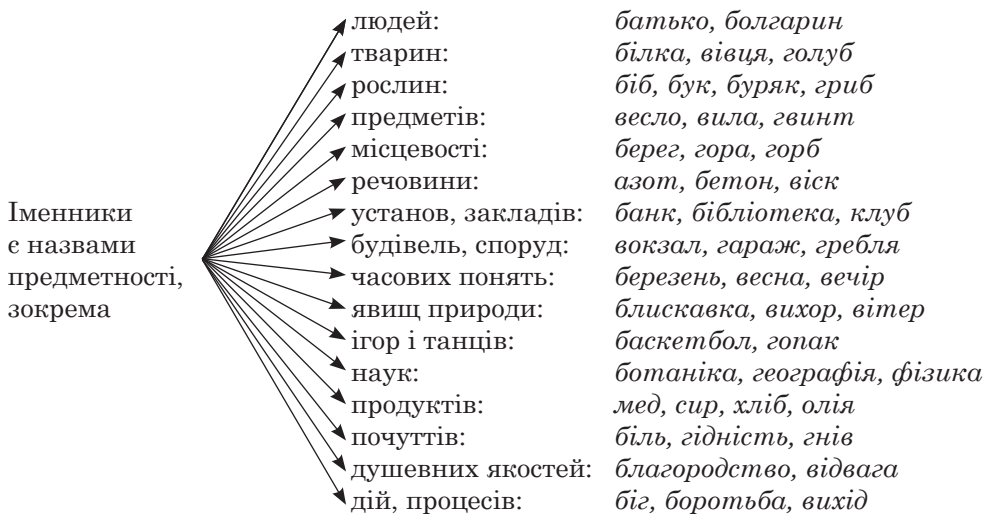 людей: батько, болгарин
тварин: білка, вівця, голуб
рослин: біб, бук, буряк, гриб
предметів: весло, вила, гвинт
місцевості: берег, гора, горб
речовини: азот, бетон, віск
Іменники
є назвами
предметності,
зокрема
установ, закладів: банк, бібліотека, клуб
будівель, споруд: вокзал, гараж, гребля
часових понять: березень, весна, вечір
явищ природи: блискавка, вихор, вітер
ігор і танців: баскетбол, гопак
наук: ботаніка, географія, фізика
продуктів: мед, сир, хліб, олія
почуттів: біль, гідність, гнів
душевних якостей: благородство, відвага
дій, процесів: біг, боротьба, вихід